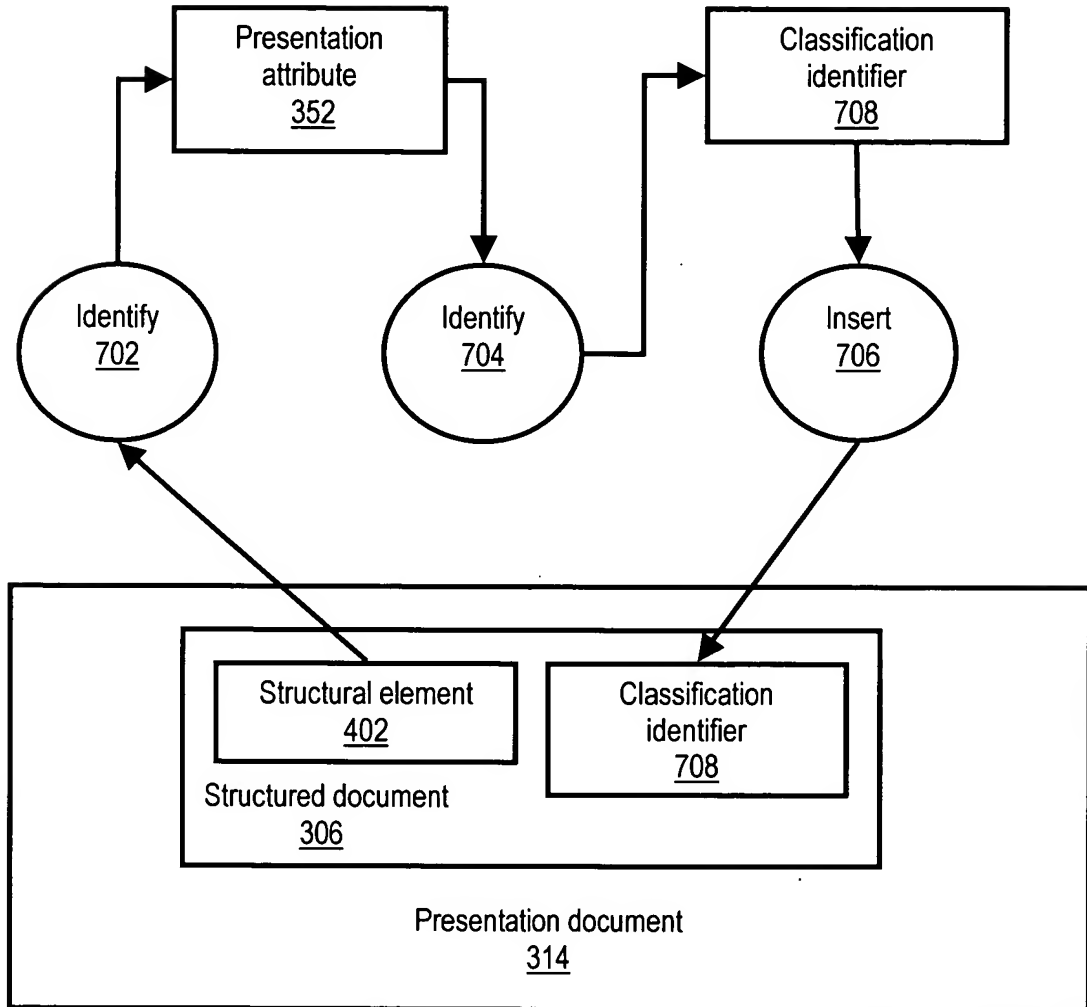 Presentation
attribute
352
Classification
identifier
708
Identify
702
Identify
704
Insert
706
Structural element
402
Classification
identifier
708
Structured document
306
Presentation document
314